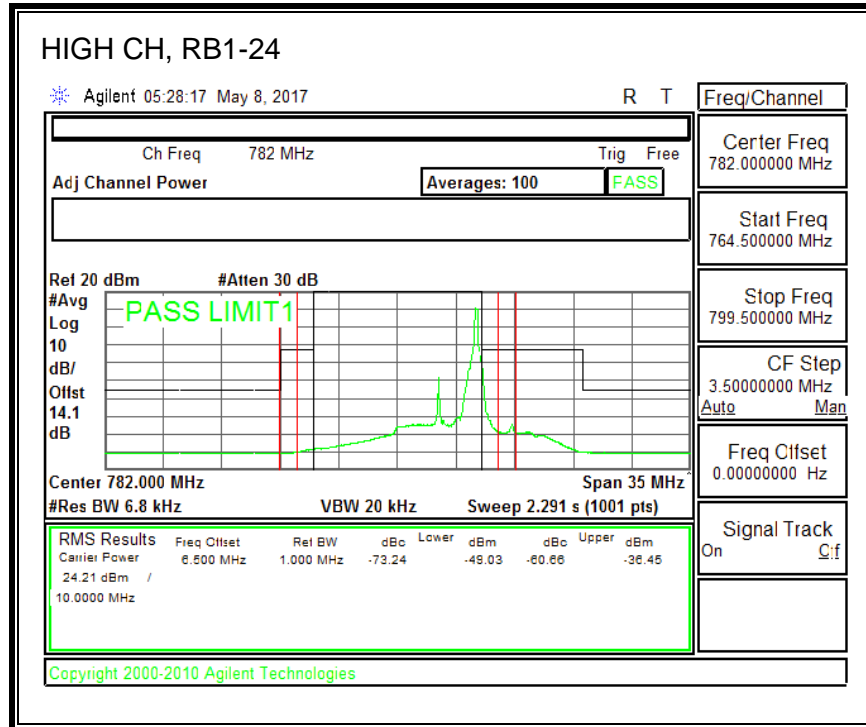 HIGH CH, RB1-24
Agilent 05:28:17 May 8, 2017 R T
Freq/Channel
Ch Freq 782 MHz Trig Free
Adj Channel Power Averages: 100 PASS
Center Freq
782.000000 MHz
Start Freq
764.500000 MHz
Stop Freq
799.500000 MHz
CF Step
3.50000000 MHz
Auto Man
Freq Offset
0.00000000 Hz
Signal Track
On Off
Ref 20 dBm #Atten 30 dB
#Avg
Log
10
dB/
Offst
14.1
dB
PASS LIMIT1
Center 782.000 MHz Span 35 MHz
#Res BW 6.8 kHz VBW 20 kHz Sweep 2.291 s (1001 pts)
RMS Results Freq Offset Ref BW dBc Lower dBm dBc Upper dBm
Carrier Power 6.500 MHz 1.000 MHz -73.24 -49.03 -60.66 -36.45
24.21 dBm /
10.0000 MHz
Copyright 2000-2010 Agilent Technologies